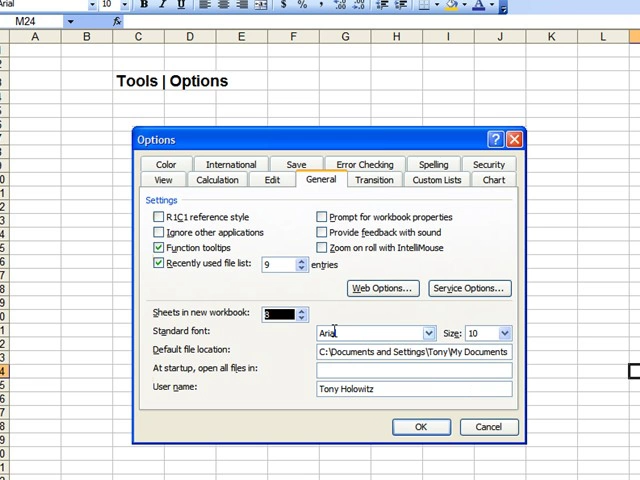 Arial 10 B I U $ % ,
M24 fx
A B C D E F G H I J K L
Tools | Options
Options
Color International Save Error Checking Spelling Security
View Calculation Edit General Transition Custom Lists Chart
Settings
R1C1 reference style Prompt for workbook properties
Ignore other applications Provide feedback with sound
Function tooltips Zoom on roll with IntelliMouse
Recently used file list: 9 entries
Web Options... Service Options...
Sheets in new workbook: 8
Standard font: Arial Size: 10
Default file location: C:\Documents and Settings\Tony\My Documents
At startup, open all files in:
User name: Tony Holowitz
OK Cancel